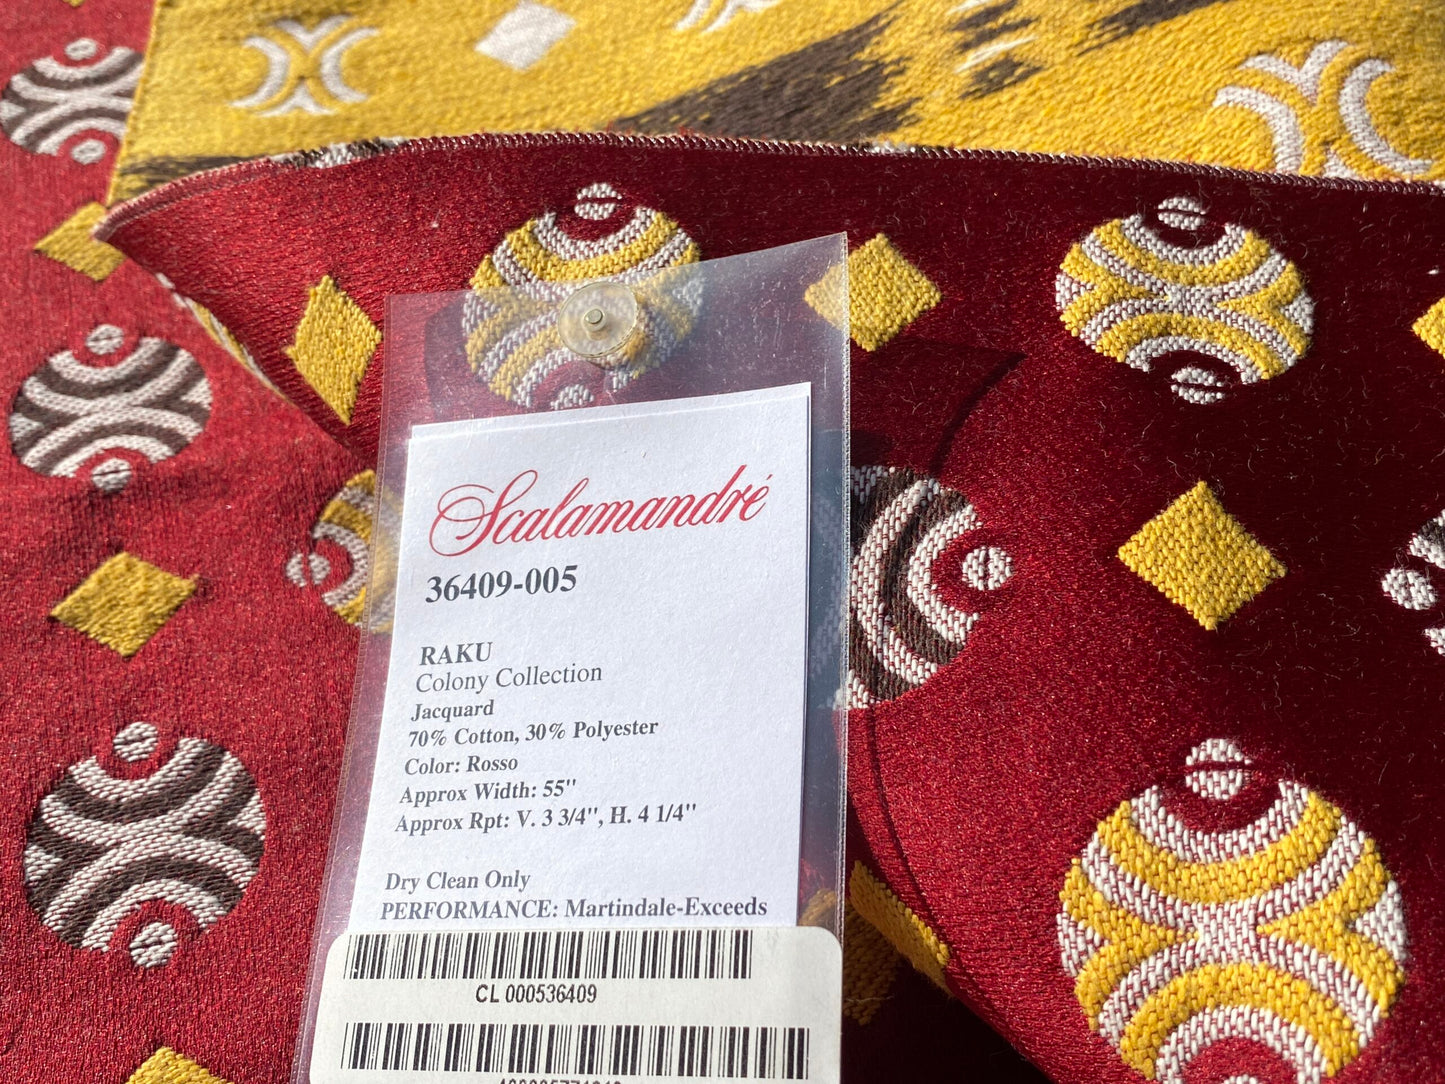 Scalamandré
36409-005
RAKU
Colony Collection
Jacquard
70% Cotton, 30% Polyester
Color: Rosso
Approx Width: 55"
Approx Rpt: V. 3 3/4", H. 4 1/4"
Dry Clean Only
PERFORMANCE: Martindale-Exceeds
CL 000536409